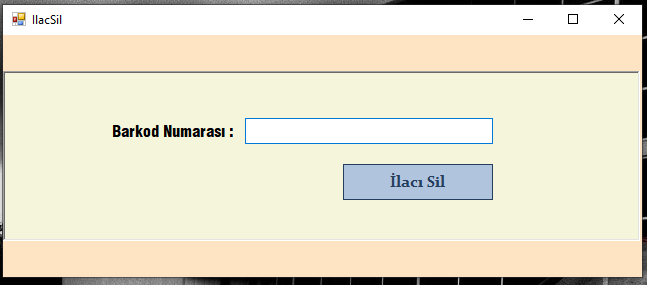 IlacSil
Barkod Numarası :
İlacı Sil